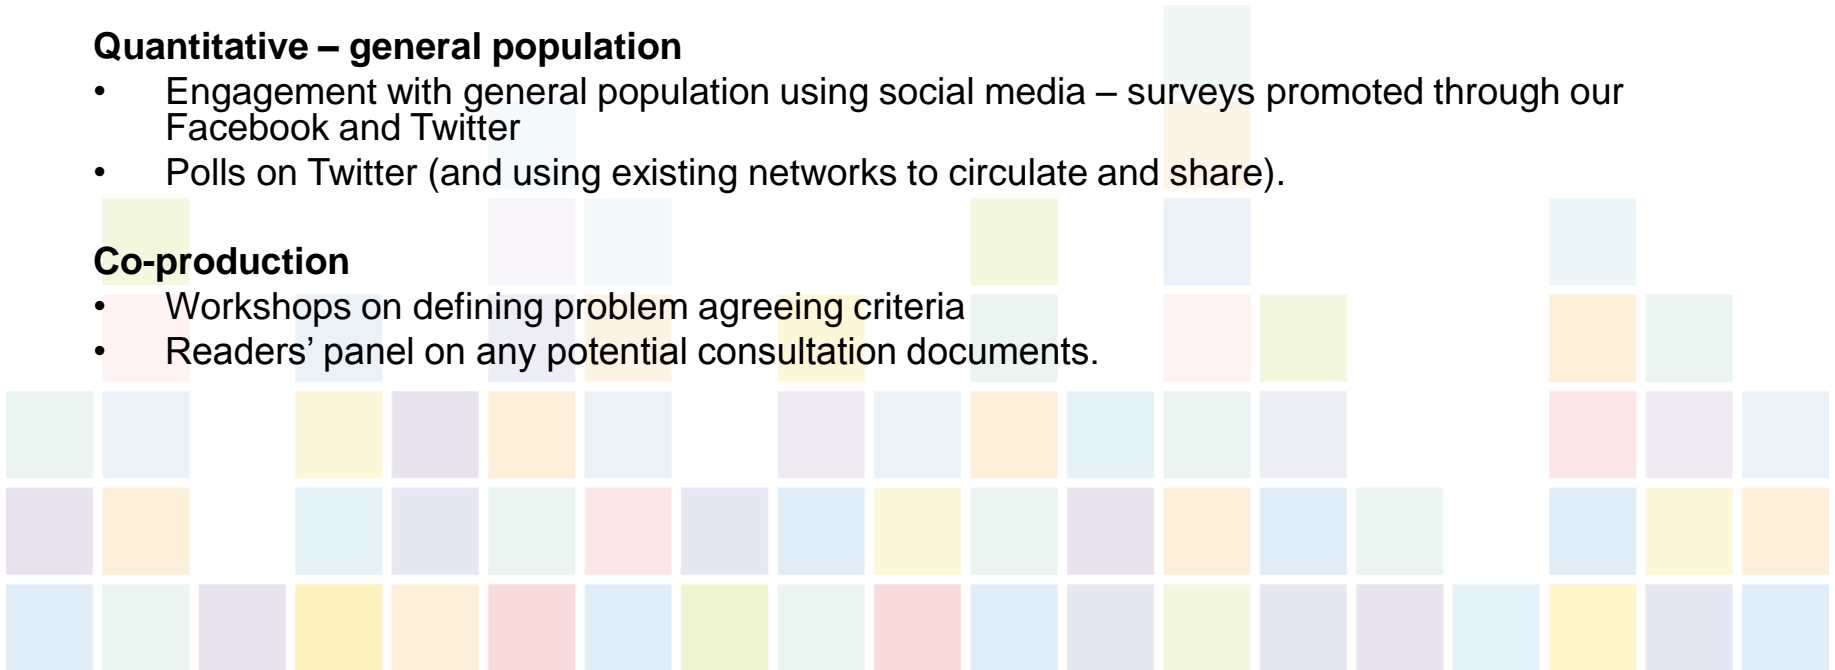 Quantitative – general population
• Engagement with general population using social media – surveys promoted through our
Facebook and Twitter
• Polls on Twitter (and using existing networks to circulate and share).
Co-production
• Workshops on defining problem agreeing criteria
• Readers’ panel on any potential consultation documents.